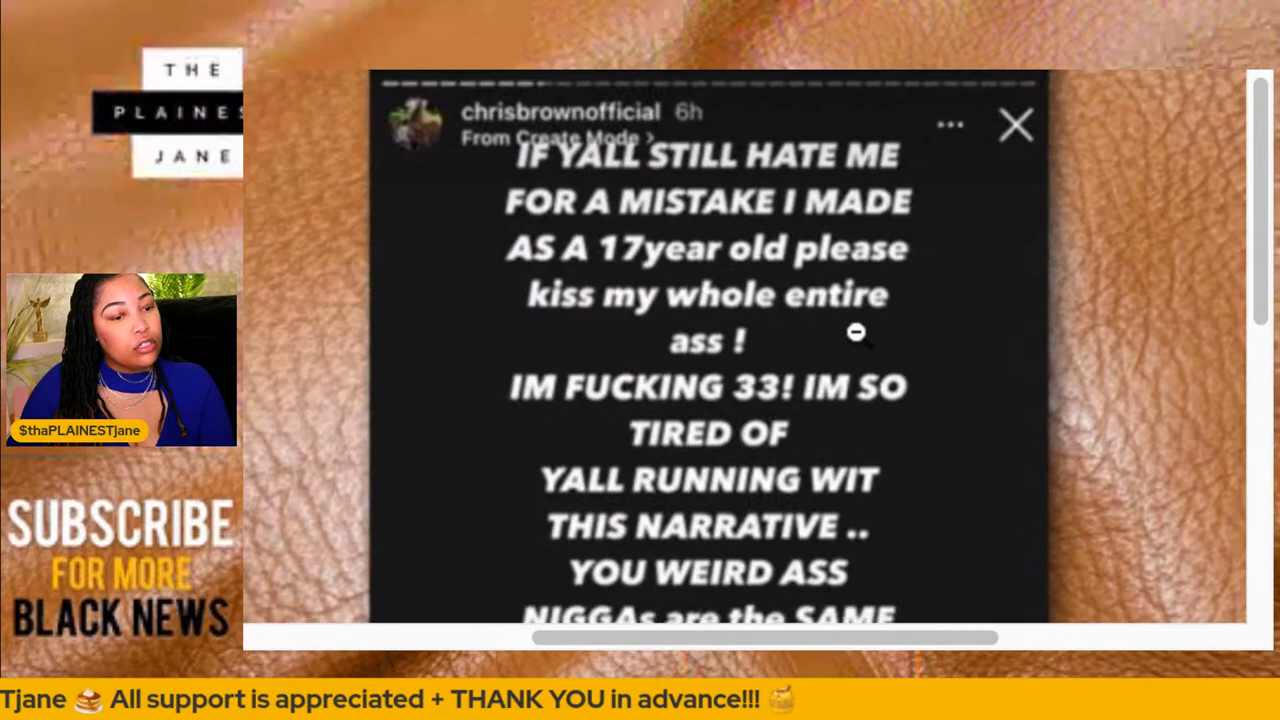 THE
PLAINES
JANE
chrisbrownofficial 6h
From Create Mode >
IF YALL STILL HATE ME
FOR A MISTAKE I MADE
AS A 17year old please
kiss my whole entire
ass !
IM FUCKING 33! IM SO
TIRED OF
YALL RUNNING WIT
THIS NARRATIVE ..
YOU WEIRD ASS
NIGGAs are the SAME
$thaPLAINESTjane
SUBSCRIBE
FOR MORE
BLACK NEWS
Tjane 🥞 All support is appreciated + THANK YOU in advance!!! 🍯